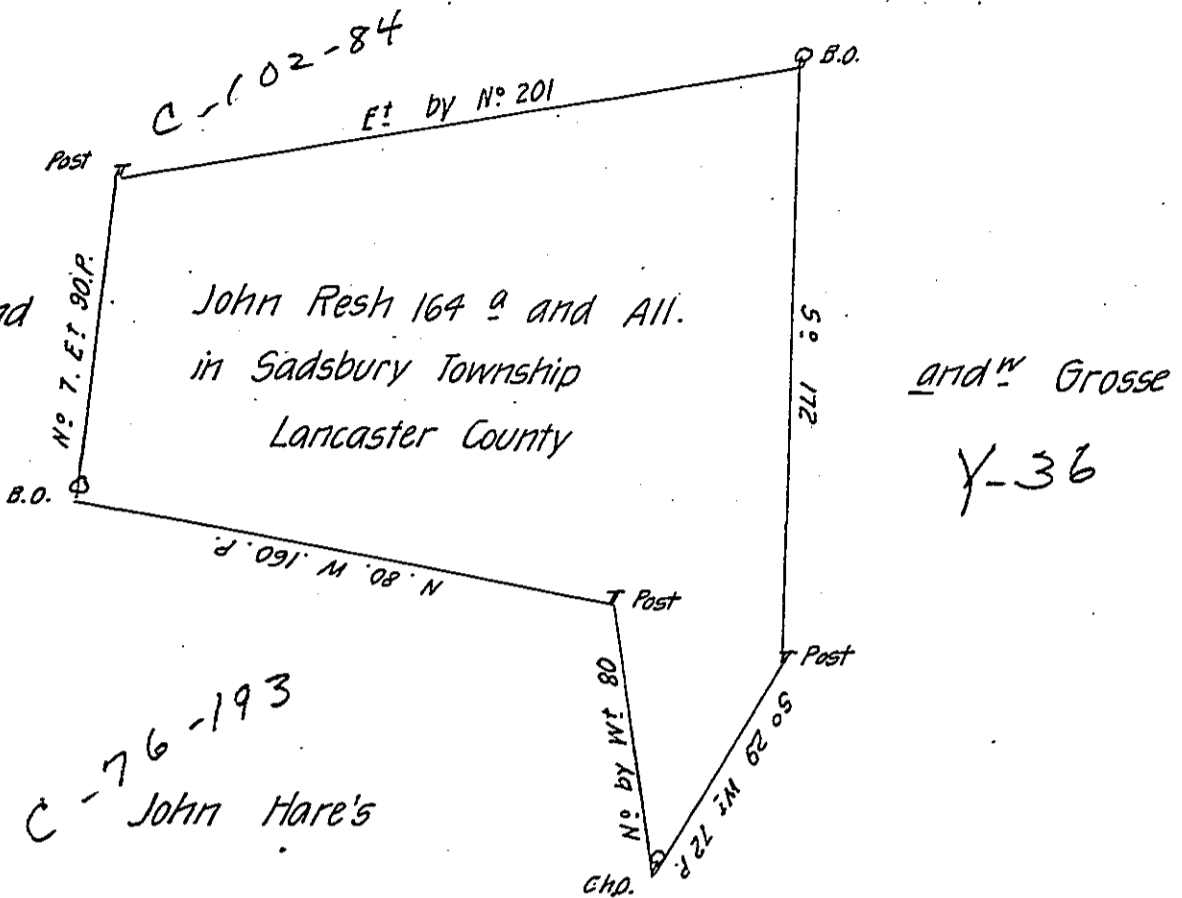 C-102-84
B.O.
Et by No 201
Post
No 7. Et 90.P.
nd
John Resh 164 a and All.
in Sadsbury Township
Lancaster County
So 172
andw Grosse
Y-36
B.O.
N. 80. W. 160. P.
Post
Post
No by Wt 80
So 29 Wt 72 P.
C-76-193
John Hare's
Ch.O.